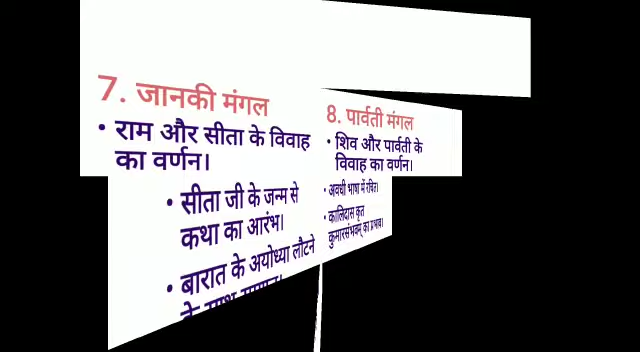 7. जानकी मंगल
• राम और सीता के विवाह
का वर्णन।
• सीता जी के जन्म से
कथा का आरंभ।
• बारात के अयोध्या लौटने
के साथ
8. पार्वती मंगल
• शिव और पार्वती के
विवाह का वर्णन।
• अवधी भाषा में रचित।
• कालिदास कृत
कुमारसंभवम् का प्रभाव।